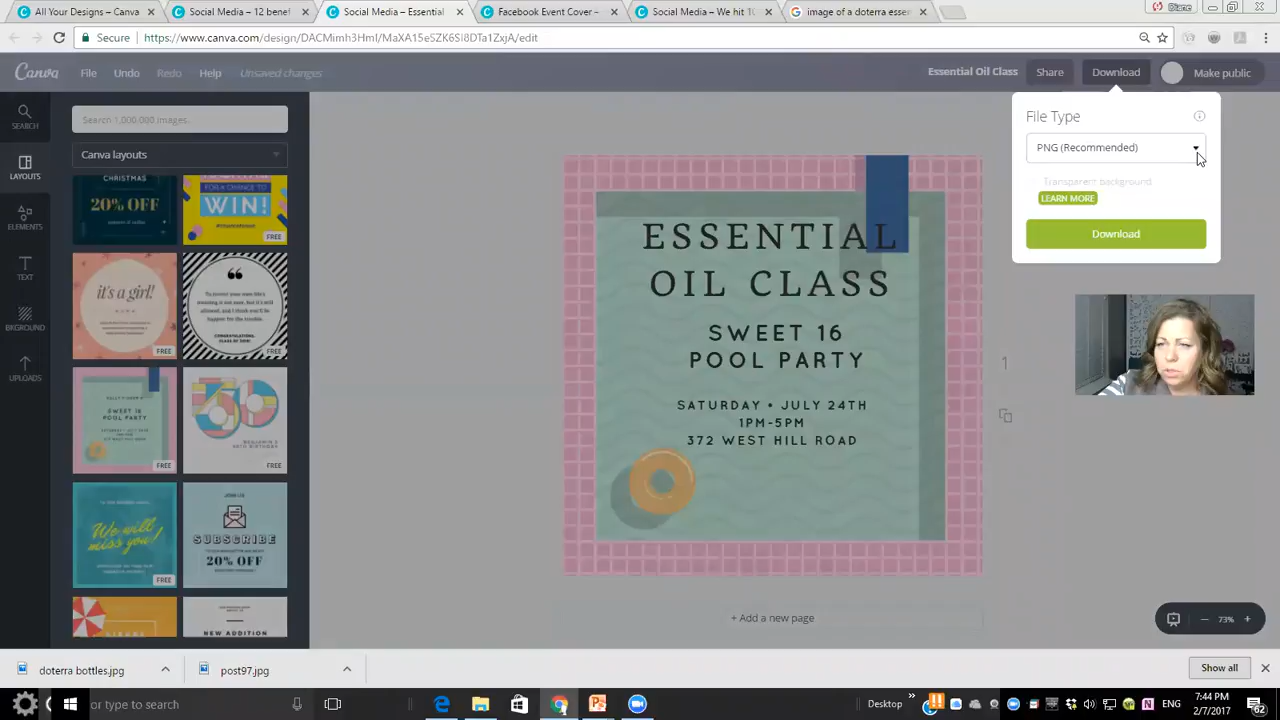 All Your Designs – Canva
Social Media – 12 benef
Social Media – Essential
Facebook Event Cover –
Social Media – We hit 10
image of a doterra esse
Diane
Secure
https://www.canva.com/design/DACMimh3HmI/MaXA15eSZK6SI8DTa1ZxjA/edit
Canva
File
Undo
Redo
Help
Unsaved changes
Essential Oil Class
Share
Download
Make public
SEARCH
LAYOUTS
ELEMENTS
TEXT
BKGROUND
UPLOADS
Search 1,000,000 images...
Canva layouts
CHRISTMAS
20% OFF
FOR A CHANCE TO
WIN!
FREE
it's a girl!
FREE
FREE
SWEET 16
POOL PARTY
FREE
FREE
We will
miss you!
FREE
JOIN US
SUBSCRIBE
20% OFF
NEW ADDITION
ESSENTIAL
OIL CLASS
SWEET 16
POOL PARTY
SATURDAY • JULY 24TH
1PM-5PM
372 WEST HILL ROAD
1
+ Add a new page
File Type
PNG (Recommended)
Transparent background
LEARN MORE
Download
73%
doterra bottles.jpg
post97.jpg
Show all
or type to search
Desktop
ENG
7:44 PM
2/7/2017
62